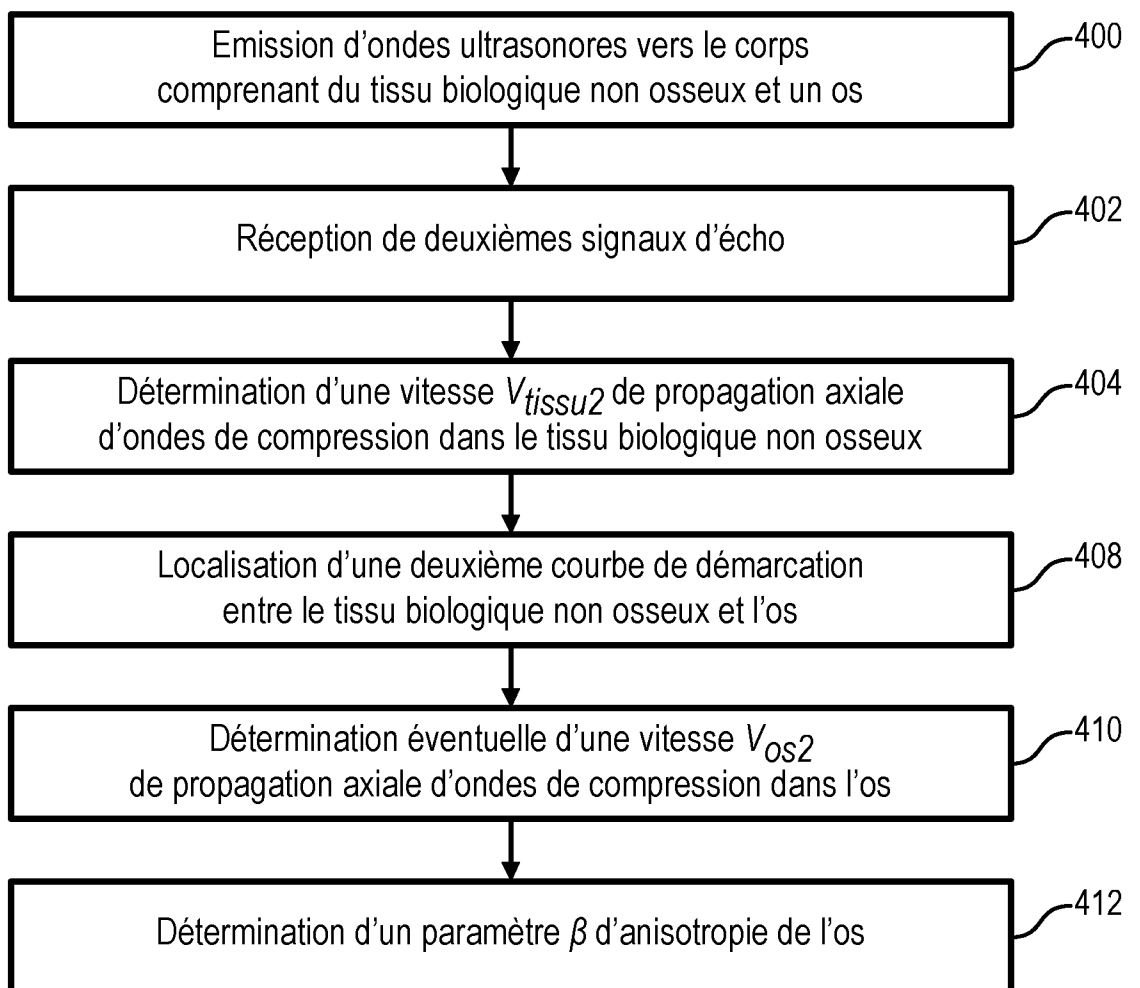 Emission d'ondes ultrasonores vers le corps
comprenant du tissu biologique non osseux et un os
400
Réception de deuxièmes signaux d'écho
402
Détermination d'une vitesse Vtissu2 de propagation axiale
d'ondes de compression dans le tissu biologique non osseux
404
Localisation d'une deuxième courbe de démarcation
entre le tissu biologique non osseux et l'os
408
Détermination éventuelle d'une vitesse Vos2
de propagation axiale d'ondes de compression dans l'os
410
Détermination d'un paramètre β d'anisotropie de l'os
412